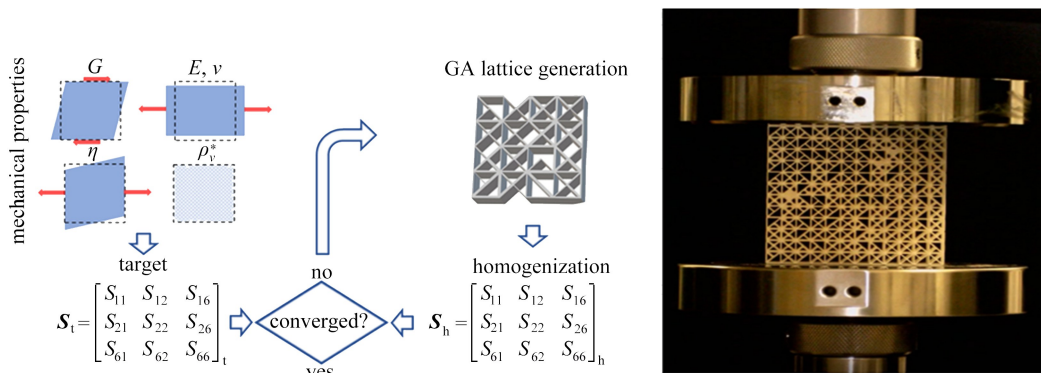 mechanical properties
G
E, ν
η
ρ*ᵥ
target
Sₜ = [S₁₁ S₁₂ S₁₆
S₂₁ S₂₂ S₂₆
S₆₁ S₆₂ S₆₆]ₜ
no
converged?
yes
GA lattice generation
homogenization
Sₕ = [S₁₁ S₁₂ S₁₆
S₂₁ S₂₂ S₂₆
S₆₁ S₆₂ S₆₆]ₕ